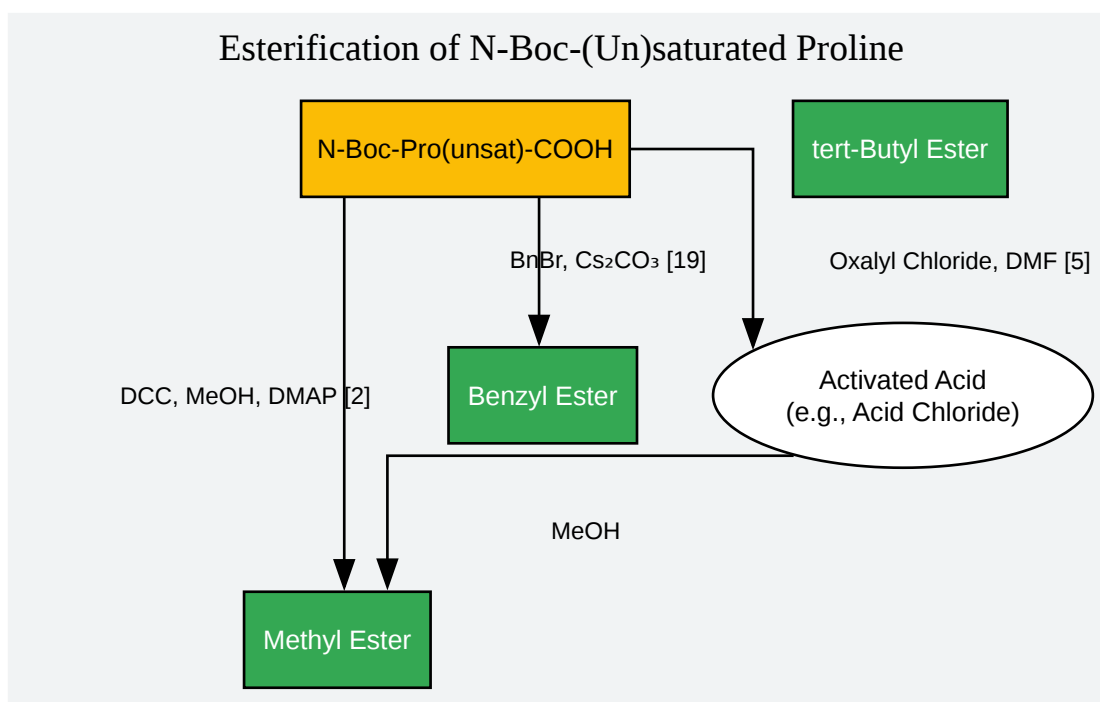 Esterification of N-Boc-(Un)saturated Proline
N-Boc-Pro(unsat)-COOH
tert-Butyl Ester
BnBr, Cs₂CO₃ [19]
Oxalyl Chloride, DMF [5]
DCC, MeOH, DMAP [2]
Benzyl Ester
Activated Acid
(e.g., Acid Chloride)
MeOH
Methyl Ester